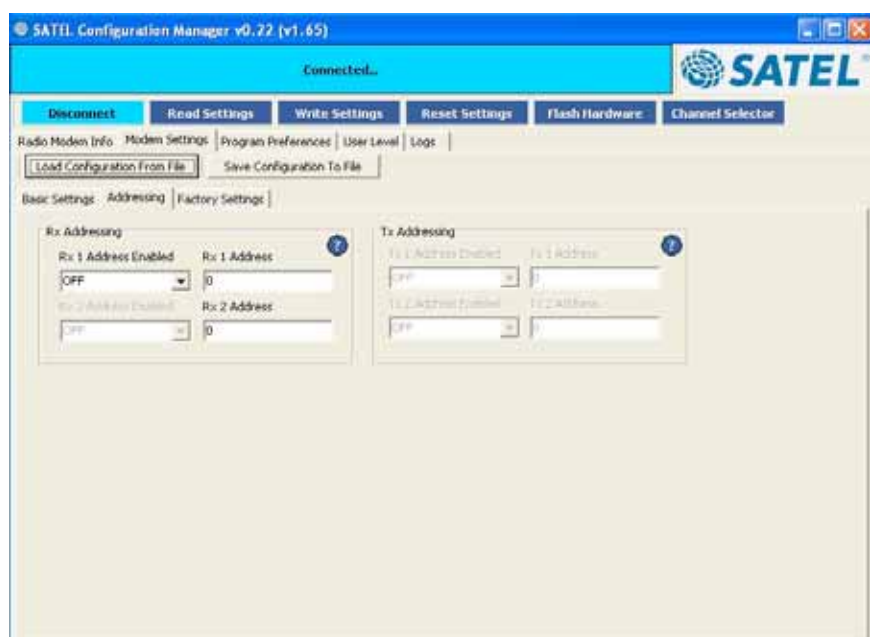 SATEL Configuration Manager v0.22 (v1.65)
Connected...
SATEL
Disconnect Read Settings Write Settings Reset Settings Flash Hardware Channel Selector
Radio Modem Info Modem Settings Program Preferences User Level Logs
Load Configuration From File Save Configuration To File
Basic Settings Addressing Factory Settings
Rx Addressing
?
Rx 1 Address Enabled Rx 1 Address
OFF 0
Rx 2 Address Enabled Rx 2 Address
OFF 0
Tx Addressing
?
Tx 1 Address Enabled Tx 1 Address
OFF 0
Tx 2 Address Enabled Tx 2 Address
OFF 0